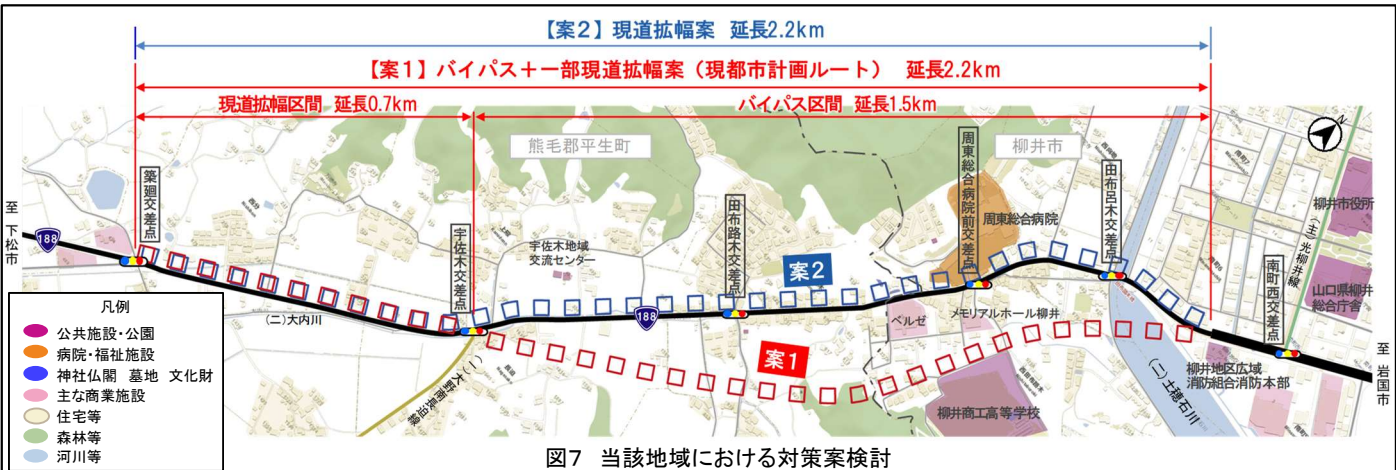 【案2】現道拡幅案 延長2.2km
【案1】バイパス+一部現道拡幅案(現都市計画ルート) 延長2.2km
現道拡幅区間 延長0.7km
バイパス区間 延長1.5km
熊毛郡平生町
柳井市
至 下松市
188
築廻交差点
宇佐木交差点
宇佐木地域
交流センター
田布路木交差点
周東総合病院前交差点
周東総合病院
田布呂木交差点
南町西交差点
柳井市役所
(主)光柳井線
山口県柳井
総合庁舎
案2
188
ベルゼ
メモリアルホール柳井
(二)大内川
(一)大野南長迫線
案1
柳井商工高等学校
(二)土穂石川
柳井地区広域
消防組合消防本部
至 岩国市
N
凡例
公共施設・公園
病院・福祉施設
神社仏閣 墓地 文化財
主な商業施設
住宅等
森林等
河川等
図7 当該地域における対策案検討